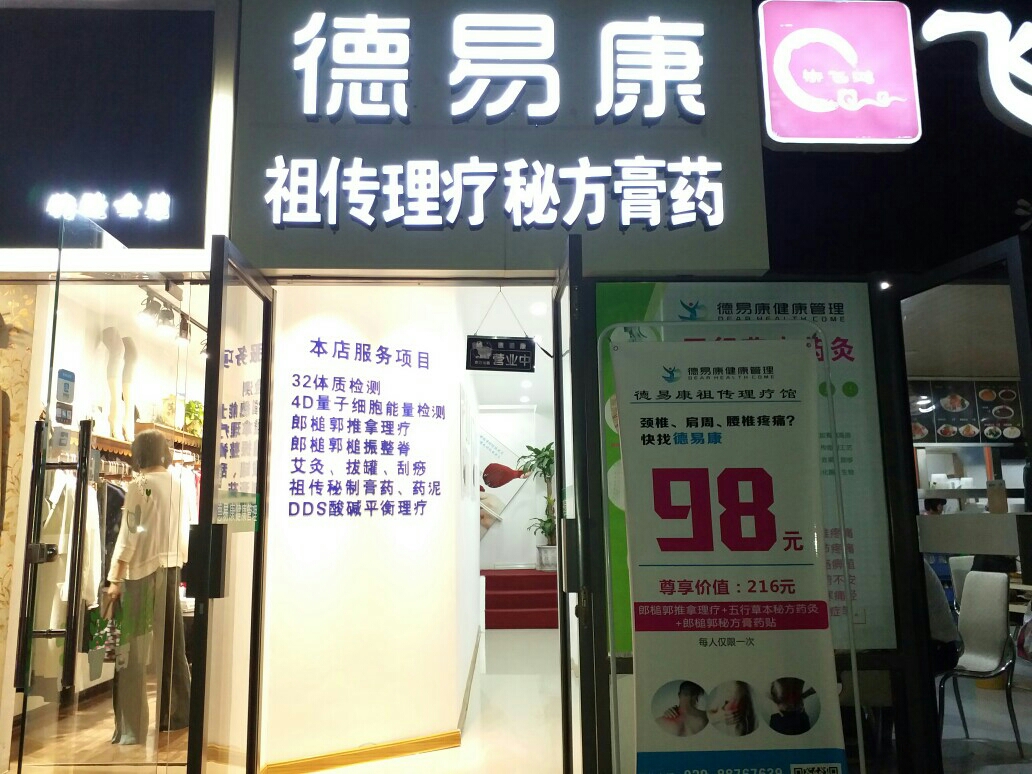 德易康
飞
祖传理疗秘方膏药
本店服务项目
32体质检测
4D量子细胞能量检测
郎槌郭推拿理疗
郎槌郭槌振整脊
艾灸、拔罐、刮痧
祖传秘制膏药、药泥
DDS酸碱平衡理疗
营业中
德易康健康管理
DEAR HEALTH COME
药灸
德易康健康管理
DEAR HEALTH COME
德易康祖传理疗馆
颈椎、肩周、腰椎疼痛?
快找德易康
98元
尊享价值:216元
郎槌郭推拿理疗+五行草本秘方药灸
+郎槌郭秘方膏药贴
每人仅限一次